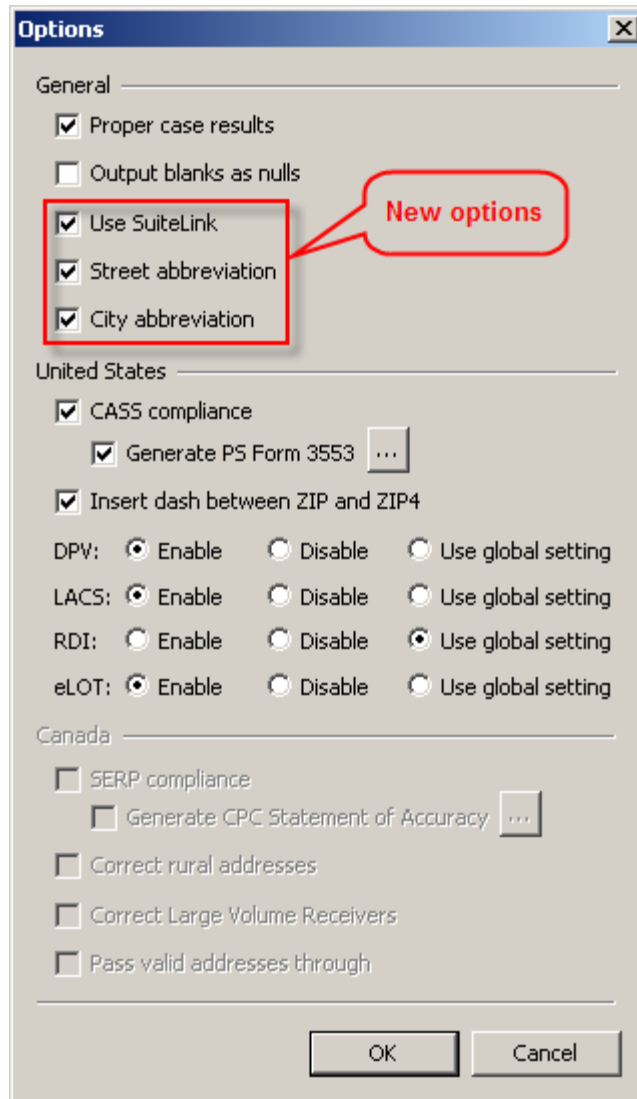 Options
General
Proper case results
Output blanks as nulls
New options
Use SuiteLink
Street abbreviation
City abbreviation
United States
CASS compliance
Generate PS Form 3553 ...
Insert dash between ZIP and ZIP4
DPV: Enable Disable Use global setting
LACS: Enable Disable Use global setting
RDI: Enable Disable Use global setting
eLOT: Enable Disable Use global setting
Canada
SERP compliance
Generate CPC Statement of Accuracy ...
Correct rural addresses
Correct Large Volume Receivers
Pass valid addresses through
OK Cancel